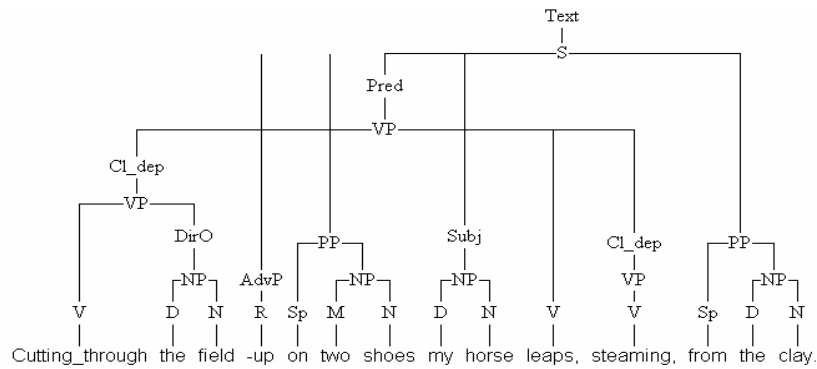 Text
S
Pred
VP
Cl_dep
VP
DirO PP Subj Cl_dep PP
NP AdvP NP NP VP NP
V D N R Sp M N D N V V Sp D N
Cutting_through the field -up on two shoes my horse leaps, steaming, from the clay.